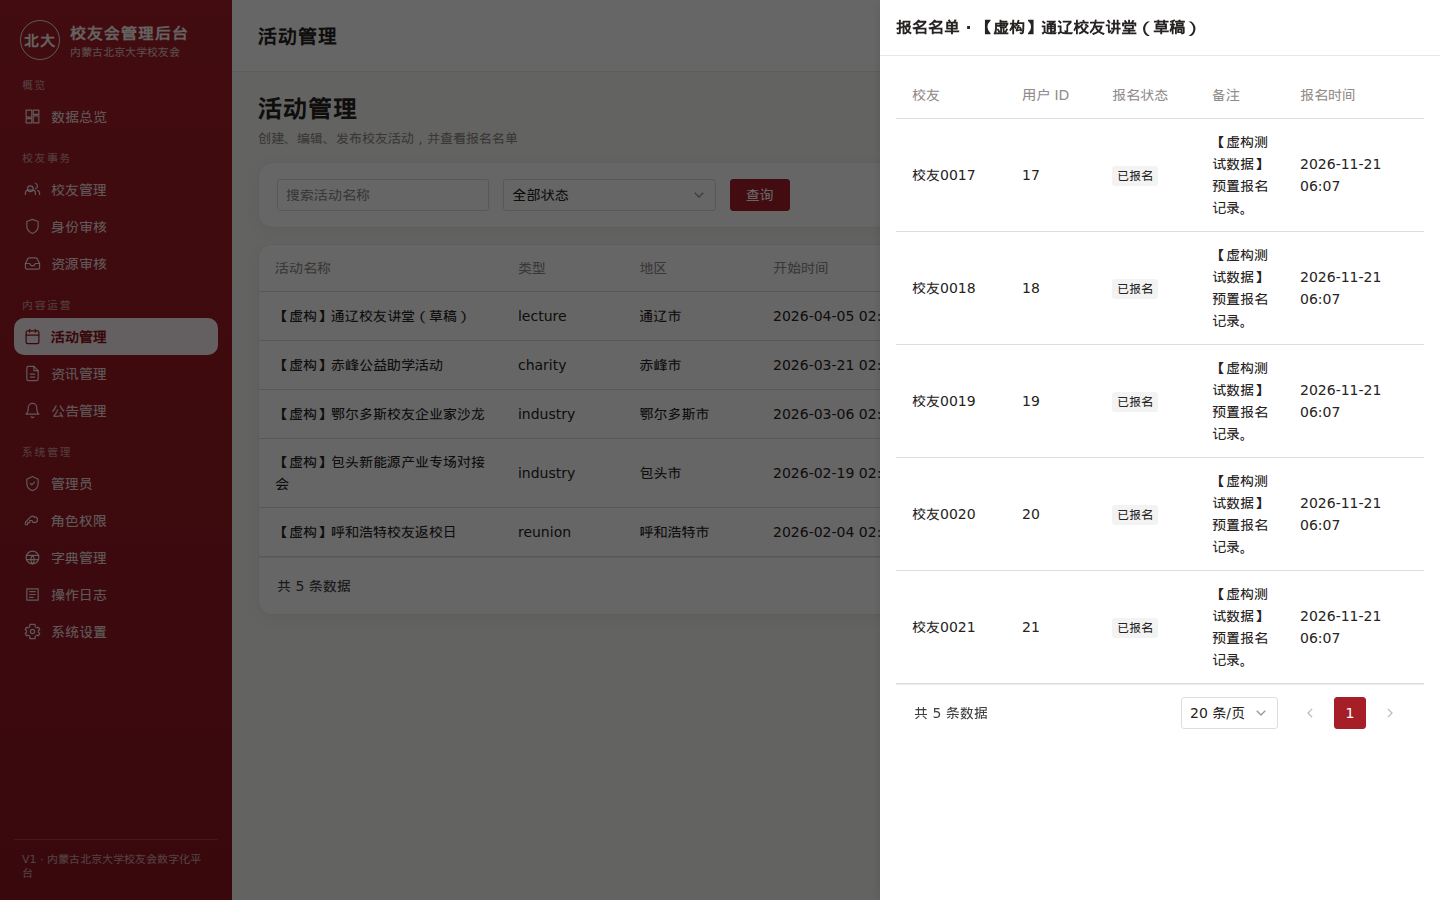 北大
校友会管理后台
内蒙古北京大学校友会
概览
数据总览
校友事务
校友管理
身份审核
资源审核
内容运营
活动管理
资讯管理
公告管理
系统管理
管理员
角色权限
字典管理
操作日志
系统设置
V1 · 内蒙古北京大学校友会数字化平
台
活动管理
活动管理
创建、编辑、发布校友活动，并查看报名名单
搜索活动名称
全部状态
查询
活动名称 类型 地区 开始时间
【虚构】通辽校友讲堂（草稿） lecture 通辽市 2026-04-05 02:
【虚构】赤峰公益助学活动 charity 赤峰市 2026-03-21 02:
【虚构】鄂尔多斯校友企业家沙龙 industry 鄂尔多斯市 2026-03-06 02:
【虚构】包头新能源产业专场对接
会 industry 包头市 2026-02-19 02:
【虚构】呼和浩特校友返校日 reunion 呼和浩特市 2026-02-04 02:
共 5 条数据
报名名单 · 【虚构】通辽校友讲堂（草稿）
校友 用户 ID 报名状态 备注 报名时间
校友0017 17 已报名
【虚构测
试数据】
预置报名
记录。
2026-11-21
06:07
校友0018 18 已报名
【虚构测
试数据】
预置报名
记录。
2026-11-21
06:07
校友0019 19 已报名
【虚构测
试数据】
预置报名
记录。
2026-11-21
06:07
校友0020 20 已报名
【虚构测
试数据】
预置报名
记录。
2026-11-21
06:07
校友0021 21 已报名
【虚构测
试数据】
预置报名
记录。
2026-11-21
06:07
共 5 条数据
20 条/页
1